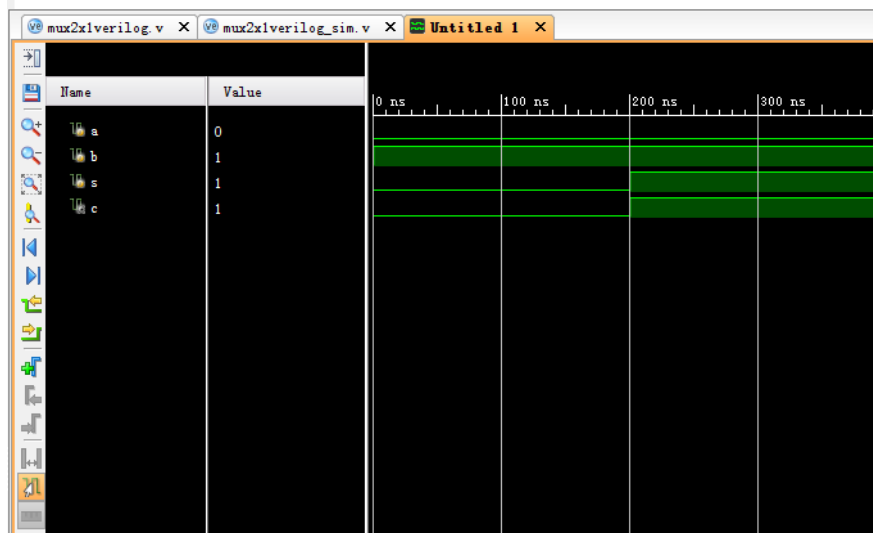 mux2x1verilog.v X mux2x1verilog_sim.v X Untitled 1 X
Name Value
0 ns 100 ns 200 ns 300 ns
a 0
b 1
s 1
c 1